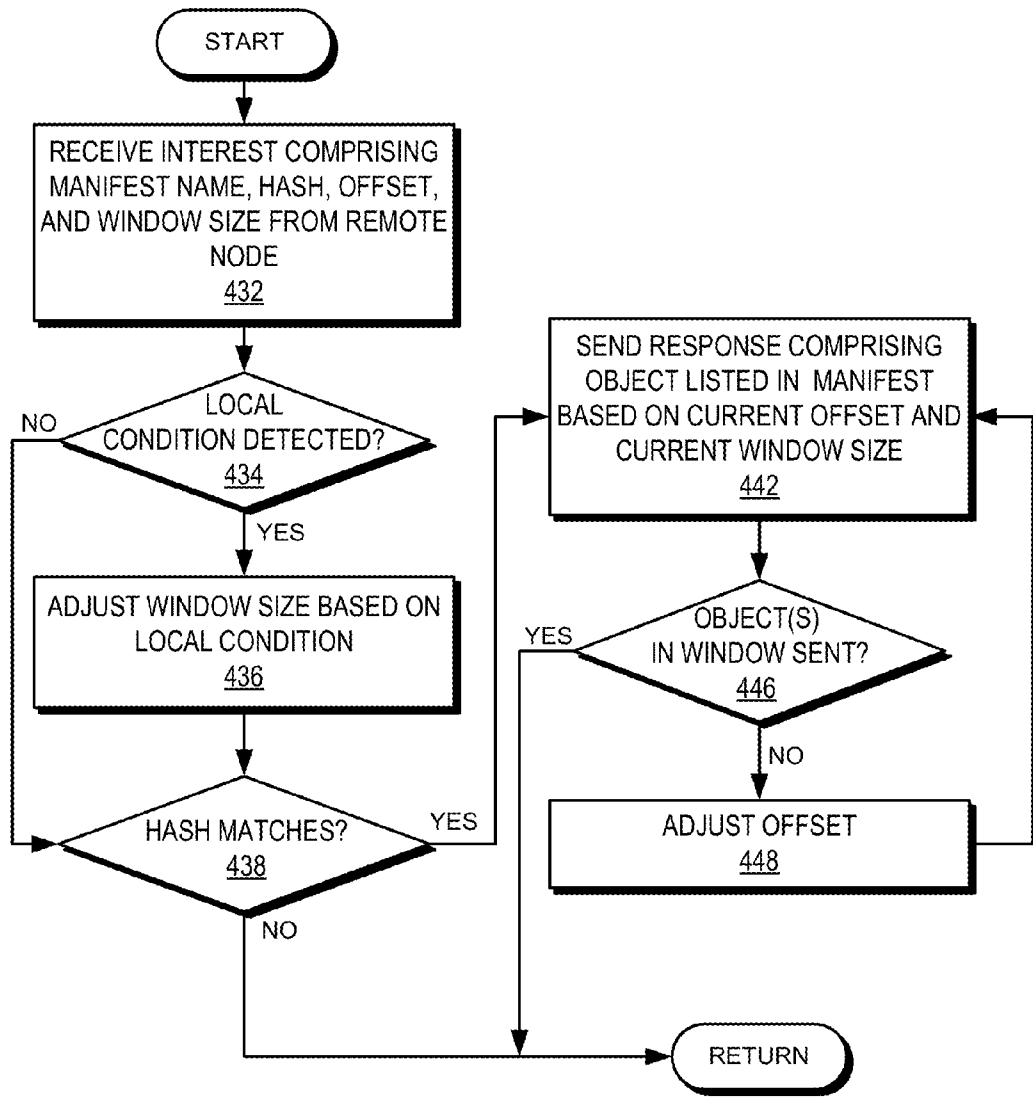 START
RECEIVE INTEREST COMPRISING
MANIFEST NAME, HASH, OFFSET,
AND WINDOW SIZE FROM REMOTE
NODE
432
LOCAL
CONDITION DETECTED?
434
NO
YES
ADJUST WINDOW SIZE BASED ON
LOCAL CONDITION
436
HASH MATCHES?
438
YES
NO
SEND RESPONSE COMPRISING
OBJECT LISTED IN MANIFEST
BASED ON CURRENT OFFSET AND
CURRENT WINDOW SIZE
442
OBJECT(S)
IN WINDOW SENT?
446
YES
NO
ADJUST OFFSET
448
RETURN